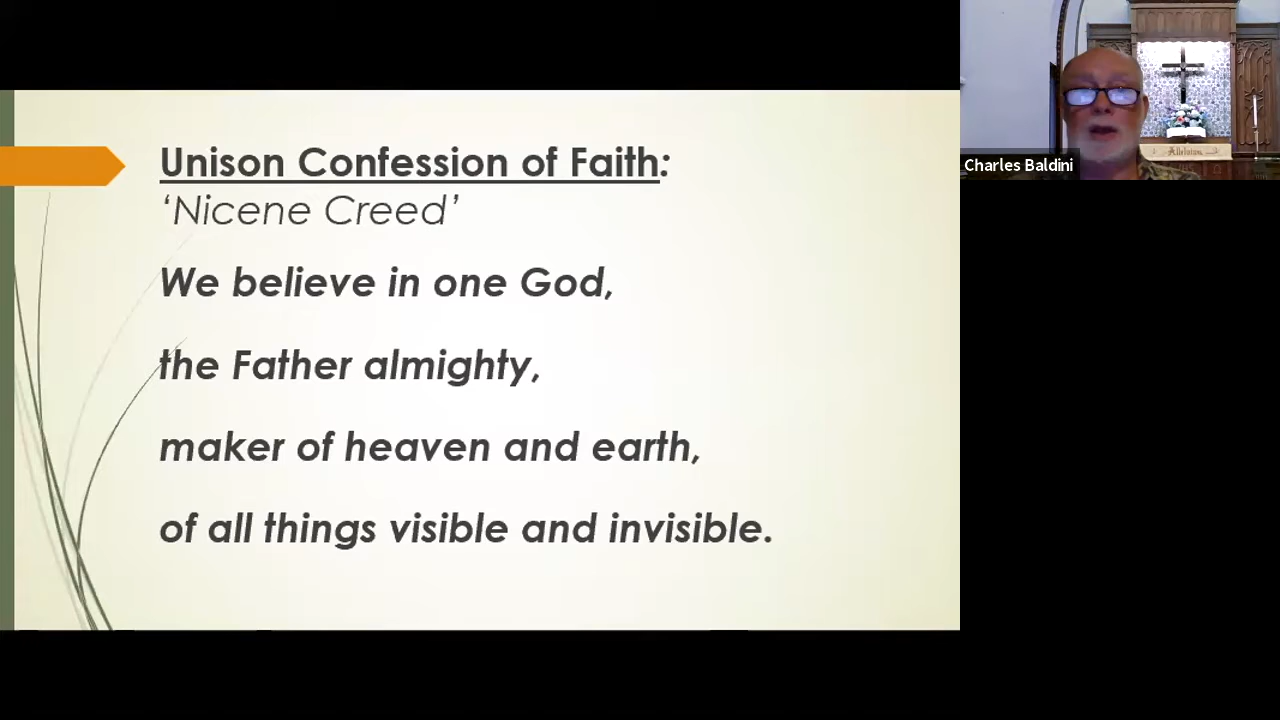 Unison Confession of Faith:
‘Nicene Creed’
We believe in one God,
the Father almighty,
maker of heaven and earth,
of all things visible and invisible.
Charles Baldini
Alleluia